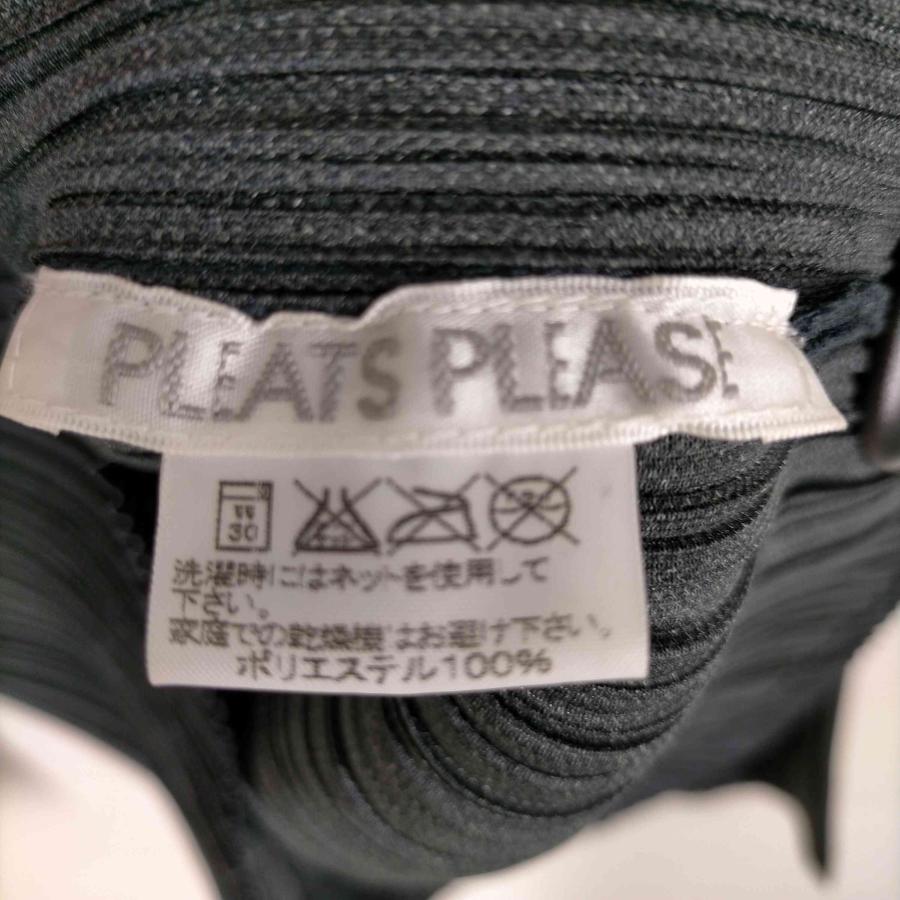 PLEATS PLEASE
30
洗濯時にはネットを使用して
下さい。
家庭での乾燥機はお避け下さい。
ポリエステル100%